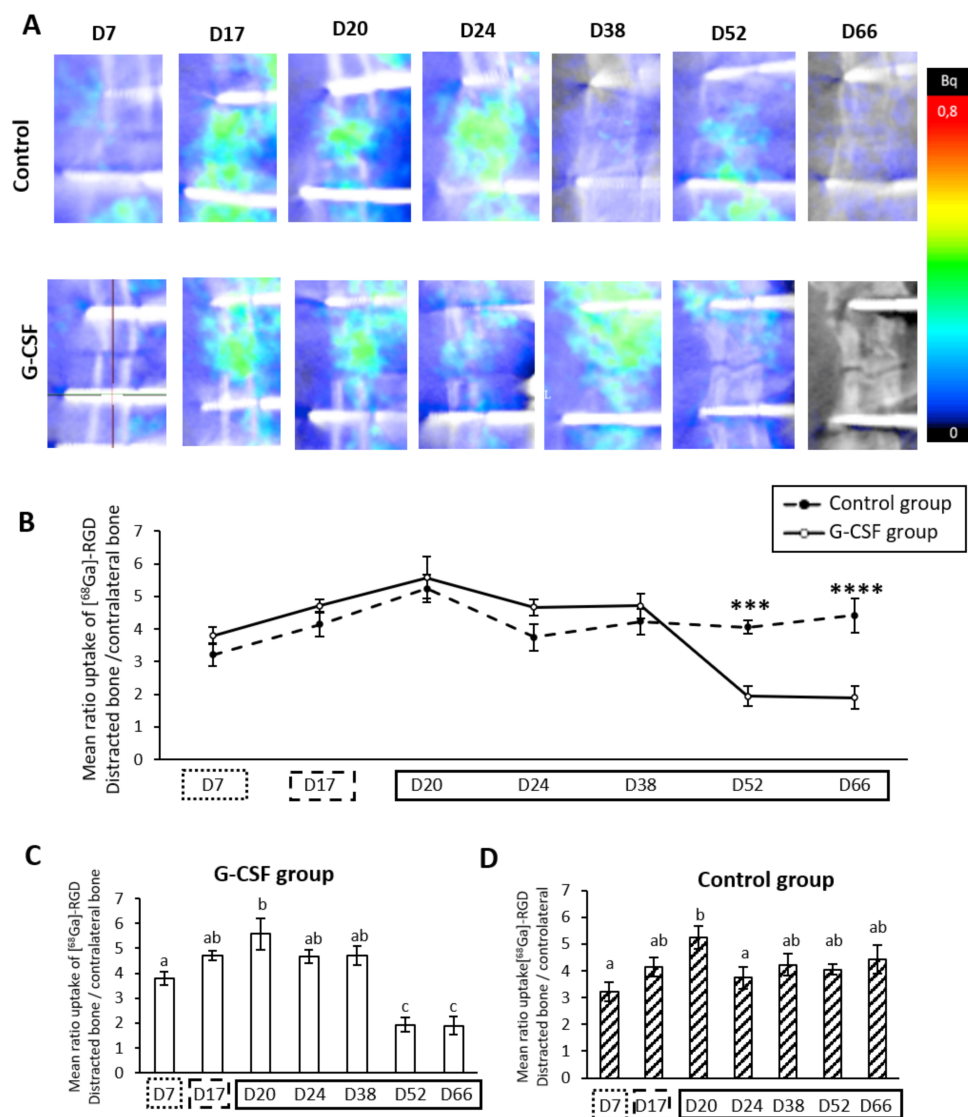 A
D7 D17 D20 D24 D38 D52 D66
Control
Bq
0,8
0
G-CSF
L
B
Control group
G-CSF group
Mean ratio uptake of [⁶⁸Ga]-RGD
Distracted bone /contralateral bone
7
6
5
4
3
2
1
0
*** ****
D7 D17 D20 D24 D38 D52 D66
C
G-CSF group
Mean ratio uptake of [⁶⁸Ga]-RGD
Distracted bone / contralateral bone
7
6
5
4
3
2
1
0
a ab b ab ab c c
D7 D17 D20 D24 D38 D52 D66
D
Control group
Mean ratio uptake[⁶⁸Ga]-RGD
Distracted bone / controlateral
7
6
5
4
3
2
1
0
a ab b a ab ab ab
D7 D17 D20 D24 D38 D52 D66